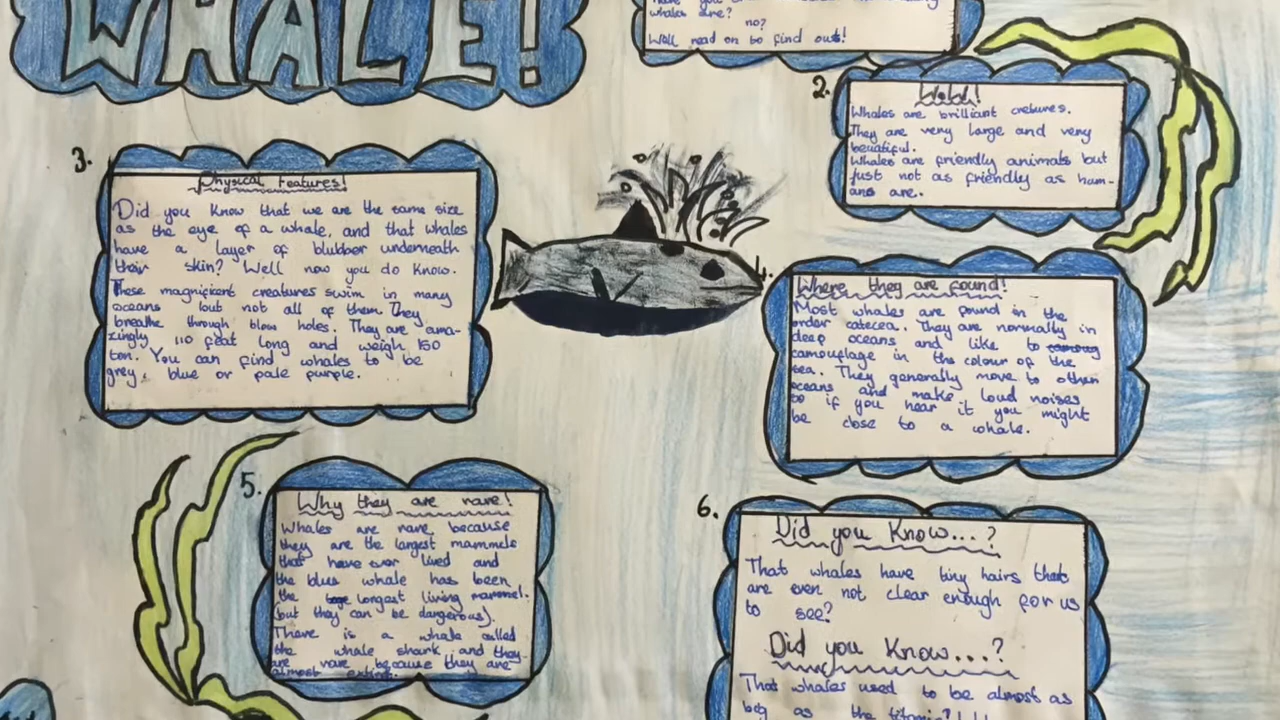 WHALE!
whales are?
no?
Well read on to find out!
2.
Whales are brilliant cretures.
They are very large and very
beautiful.
Whales are friendly animals but
just not as friendly as hum-
ans are.
3.
Physical Features!
Did you know that we are the same size
as the eye of a whale, and that whales
have a layer of blubber underneath
their skin? Well now you do know.
These magnificent creatures swim in many
oceans but not all of them They
breathe through blow holes. They are ama-
zingly 110 feat long and weigh 150
ton. You can find whales to be
grey, blue or pale purple.
4.
Where they are found!
Most whales are found in the
order catecea. They are normally in
deep oceans and like to
camouflage in the colour of the
sea. They generally move to other
oceans and make loud noises
so if you hear it you might
be close to a whale.
5.
Why they are rare!
Whales are rare because
they are the largest mammels
that have ever lived and
the blue whale has been
the longest living mammel.
(but they can be dangerous).
There is a whale called
the whale shark and they
are rare because they are
almost extinct.
6.
Did you Know...?
That whales have tiny hairs that
are even not clear enough for us
to see?
Did you Know...?
That whales used to be almost as
big as the titanic?